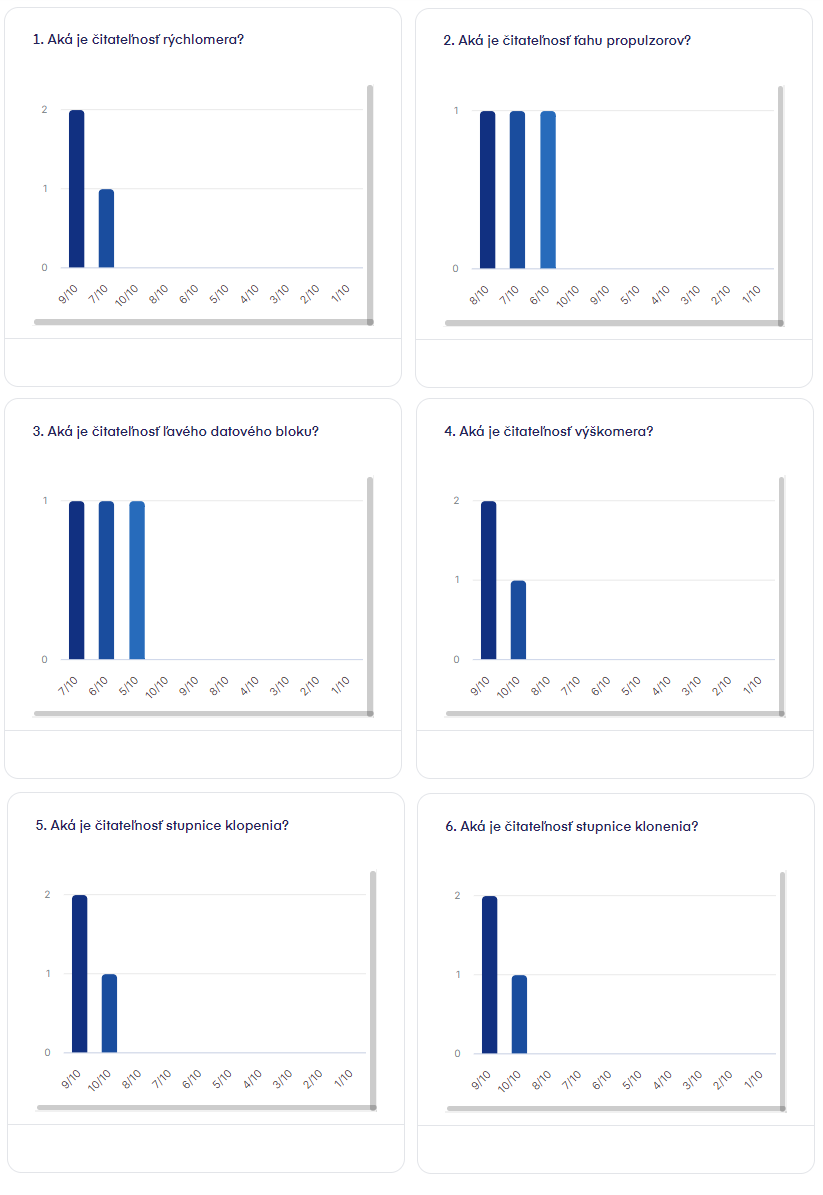 1. Aká je čitateľnosť rýchlomera?
2
1
0
9/10 7/10 10/10 8/10 6/10 5/10 4/10 3/10 2/10 1/10
2. Aká je čitateľnosť ťahu propulzorov?
1
0
8/10 7/10 6/10 10/10 9/10 5/10 4/10 3/10 2/10 1/10
3. Aká je čitateľnosť ľavého datového bloku?
1
0
7/10 6/10 5/10 10/10 9/10 8/10 4/10 3/10 2/10 1/10
4. Aká je čitateľnosť výškomera?
2
1
0
9/10 10/10 8/10 7/10 6/10 5/10 4/10 3/10 2/10 1/10
5. Aká je čitateľnosť stupnice klopenia?
2
1
0
9/10 10/10 8/10 7/10 6/10 5/10 4/10 3/10 2/10 1/10
6. Aká je čitateľnosť stupnice klonenia?
2
1
0
9/10 10/10 8/10 7/10 6/10 5/10 4/10 3/10 2/10 1/10